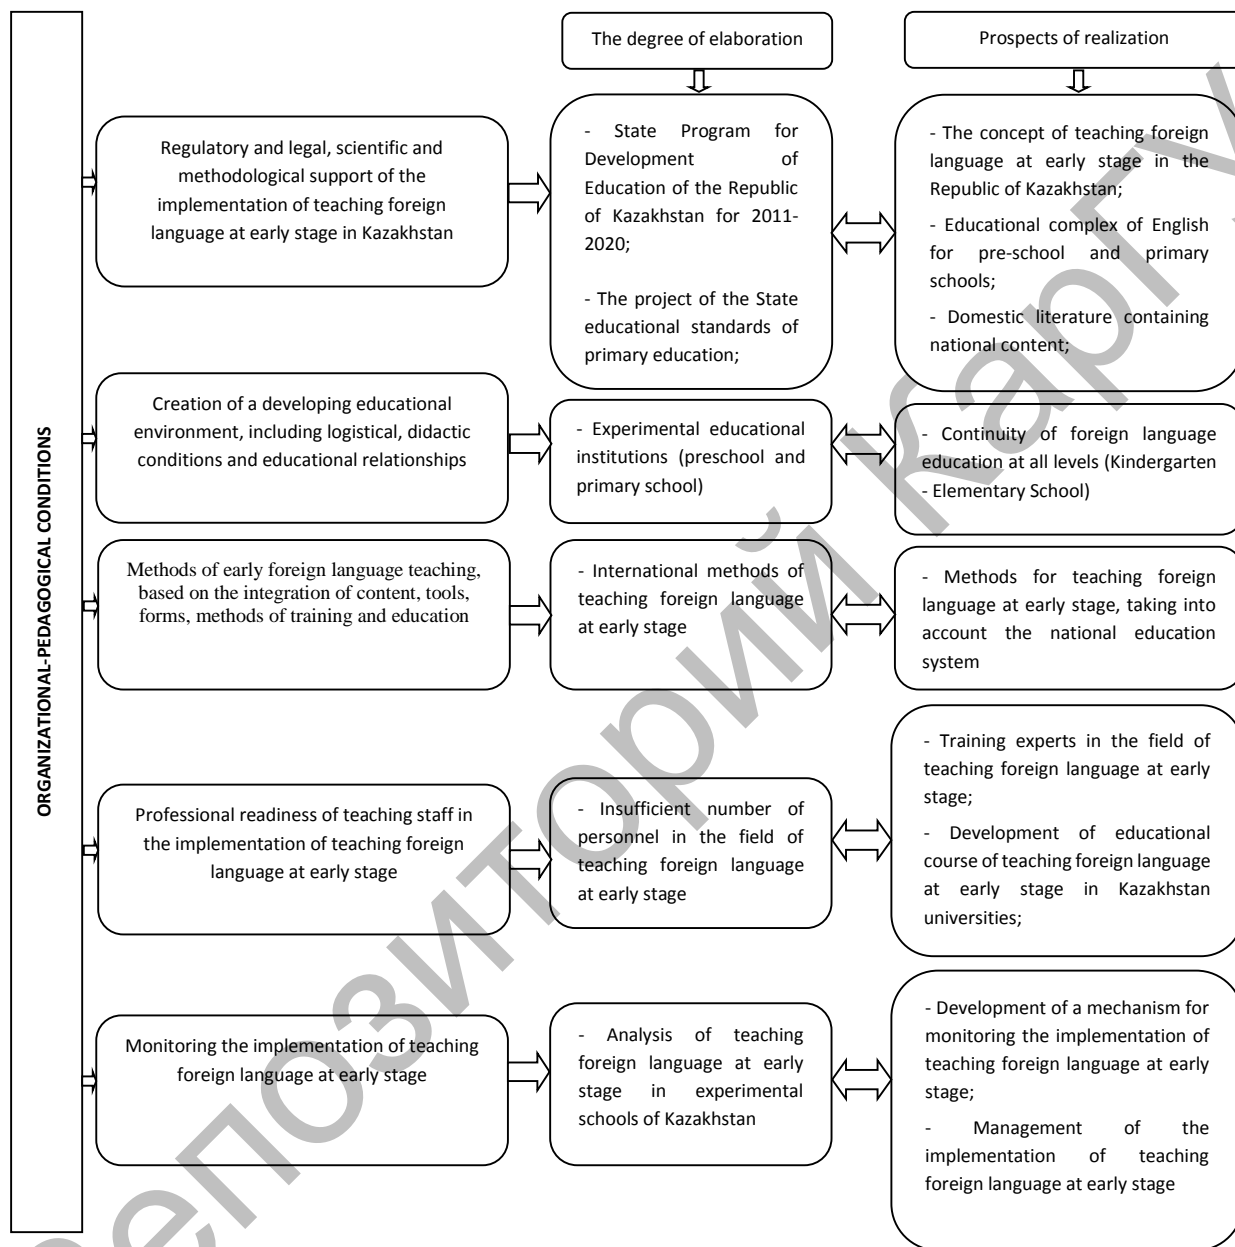 ORGANIZATIONAL-PEDAGOGICAL CONDITIONS
The degree of elaboration
Prospects of realization
Regulatory and legal, scientific and
methodological support of the
implementation of teaching foreign
language at early stage in Kazakhstan
- State Program for
Development of
Education of the Republic
of Kazakhstan for 2011-
2020;
- The project of the State
educational standards of
primary education;
- The concept of teaching foreign
language at early stage in the
Republic of Kazakhstan;
- Educational complex of English
for pre-school and primary
schools;
- Domestic literature containing
national content;
Creation of a developing educational
environment, including logistical, didactic
conditions and educational relationships
- Experimental educational
institutions (preschool and
primary school)
- Continuity of foreign language
education at all levels (Kindergarten
- Elementary School)
Methods of early foreign language teaching,
based on the integration of content, tools,
forms, methods of training and education
- International methods of
teaching foreign language
at early stage
- Methods for teaching foreign
language at early stage, taking into
account the national education
system
Professional readiness of teaching staff in
the implementation of teaching foreign
language at early stage
- Insufficient number of
personnel in the field of
teaching foreign language
at early stage
- Training experts in the field of
teaching foreign language at early
stage;
- Development of educational
course of teaching foreign language
at early stage in Kazakhstan
universities;
Monitoring the implementation of teaching
foreign language at early stage
- Analysis of teaching
foreign language at early
stage in experimental
schools of Kazakhstan
- Development of a mechanism for
monitoring the implementation of
teaching foreign language at early
stage;
- Management of the
implementation of teaching
foreign language at early stage
Репозиторий КарГУ